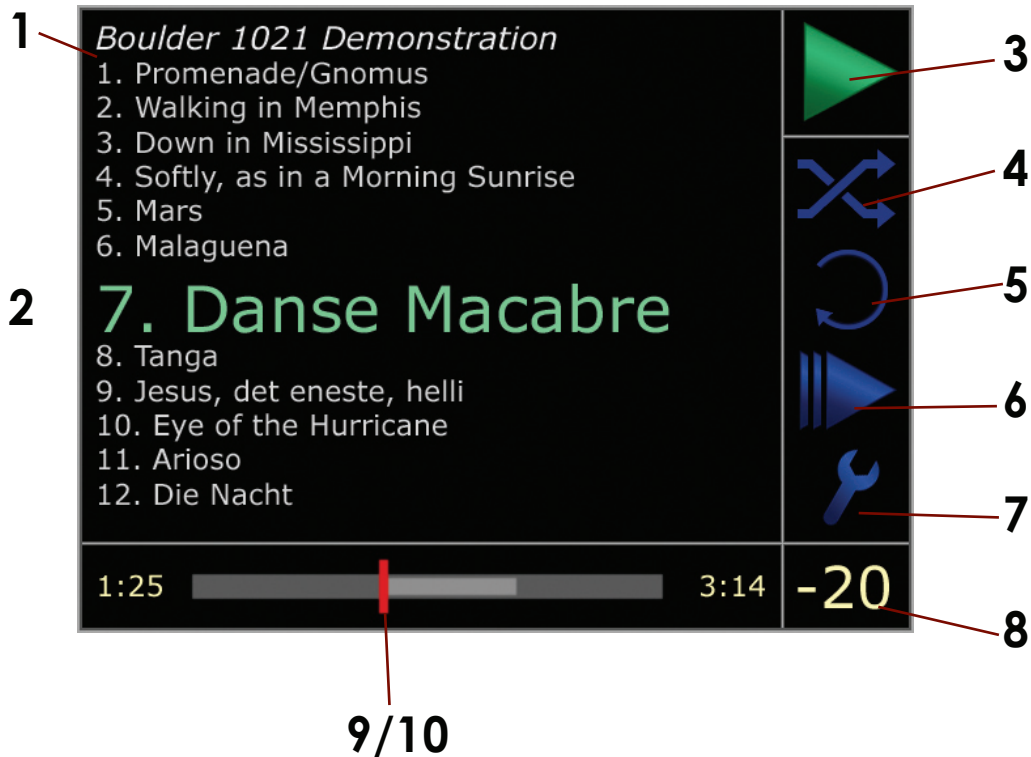 1
Boulder 1021 Demonstration
1. Promenade/Gnomus
2. Walking in Memphis
3. Down in Mississippi
4. Softly, as in a Morning Sunrise
5. Mars
6. Malaguena
2
7. Danse Macabre
8. Tanga
9. Jesus, det eneste, helli
10. Eye of the Hurricane
11. Arioso
12. Die Nacht
3
4
5
6
7
1:25 3:14 -20
8
9/10